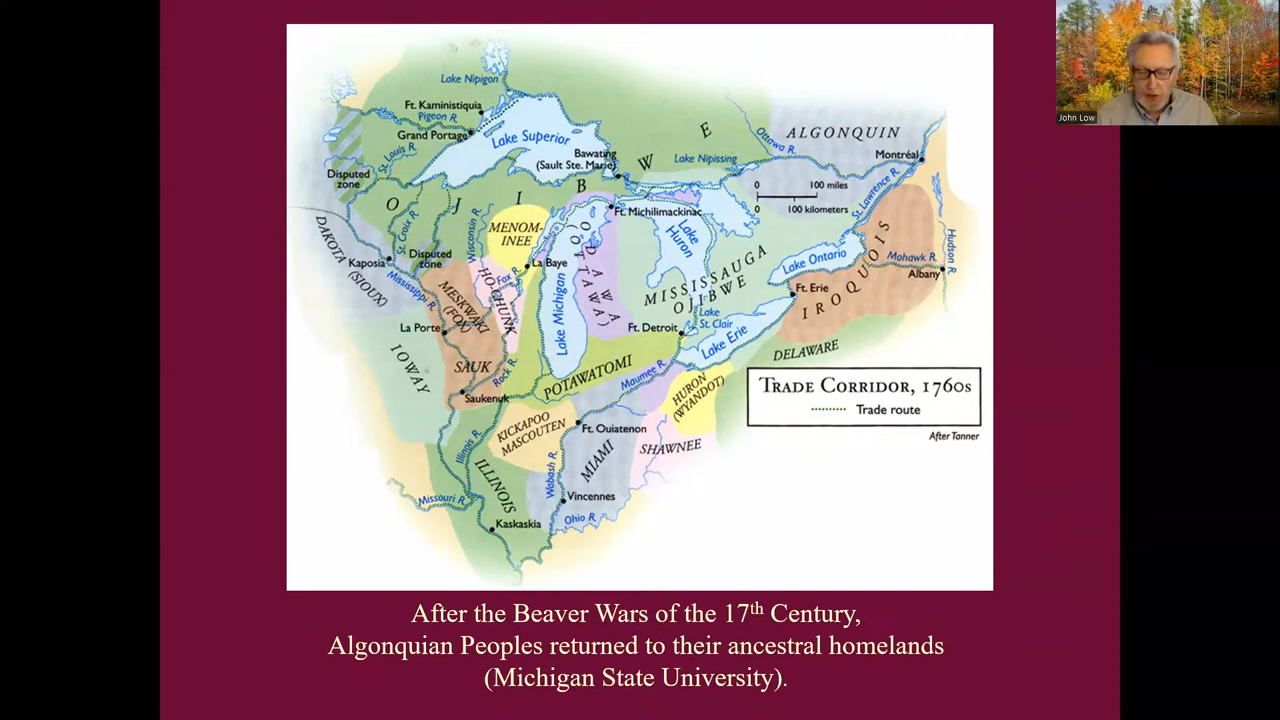 Lake Nipigon
Ft. Kaministiquia
Pigeon R.
Grand Portage
Lake Superior
St. Louis R.
Disputed
zone
Bawating
(Sault Ste. Marie)
OJIBWE
Lake Nipissing
Ottawa R.
ALGONQUIN
Montréal
0 100 miles
0 100 kilometers
St. Lawrence R.
John Low
DAKOTA (SIOUX)
St. Croix R.
Kaposia
Disputed
zone
Wisconsin R.
MENOM-
INEE
Ft. Michilimackinac
Lake
Huron
La Baye
Fox R.
HO-CHUNK
ODAWA
(OTTAWA)
Lake Michigan
MISSISSAUGA
OJIBWE
Lake Ontario
IROQUOIS
Mohawk R.
Hudson R.
Albany
Ft. Erie
Mississippi R.
MESKWAKI
(FOX)
La Porte
IOWAY
SAUK
Rock R.
Saukenuk
Ft. Detroit
Lake
St. Clair
Lake Erie
DELAWARE
POTAWATOMI
Maumee R.
HURON
(WYANDOT)
KICKAPOO
MASCOUTEN
Ft. Ouiatenon
MIAMI
SHAWNEE
Illinois R.
ILLINOIS
Wabash R.
Vincennes
Missouri R.
Kaskaskia
Ohio R.
TRADE CORRIDOR, 1760s
Trade route
After Tanner
After the Beaver Wars of the 17th Century,
Algonquian Peoples returned to their ancestral homelands
(Michigan State University).